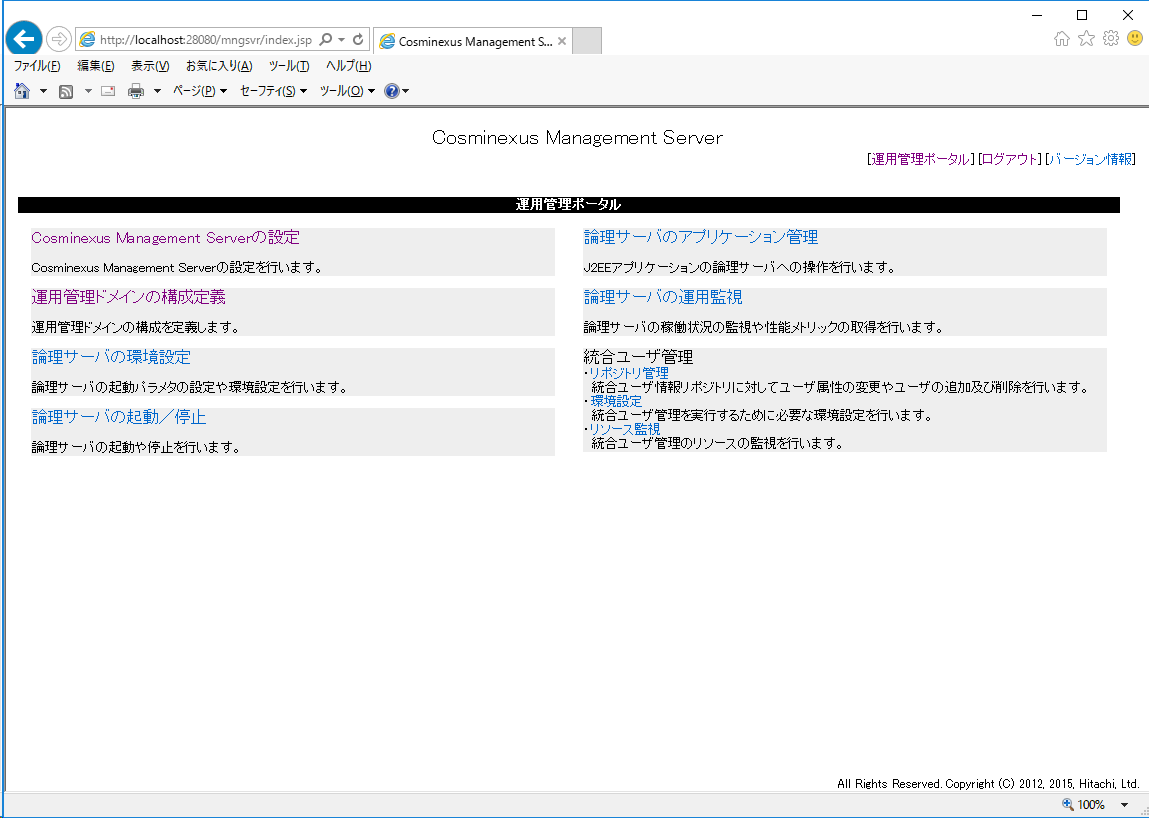 http://localhost:28080/mngsvr/index.jsp
Cosminexus Management S...
ファイル(F) 編集(E) 表示(V) お気に入り(A) ツール(T) ヘルプ(H)
ページ(P) セーフティ(S) ツール(O)
Cosminexus Management Server
[運用管理ポータル] [ログアウト] [バージョン情報]
運用管理ポータル
Cosminexus Management Serverの設定
Cosminexus Management Serverの設定を行います。
運用管理ドメインの構成定義
運用管理ドメインの構成を定義します。
論理サーバの環境設定
論理サーバの起動パラメタの設定や環境設定を行います。
論理サーバの起動／停止
論理サーバの起動や停止を行います。
論理サーバのアプリケーション管理
J2EEアプリケーションの論理サーバへの操作を行います。
論理サーバの運用監視
論理サーバの稼働状況の監視や性能メトリックの取得を行います。
統合ユーザ管理
・リポジトリ管理
統合ユーザ情報リポジトリに対してユーザ属性の変更やユーザの追加及び削除を行います。
・環境設定
統合ユーザ管理を実行するために必要な環境設定を行います。
・リソース監視
統合ユーザ管理のリソースの監視を行います。
All Rights Reserved. Copyright (C) 2012, 2015, Hitachi, Ltd.
100%